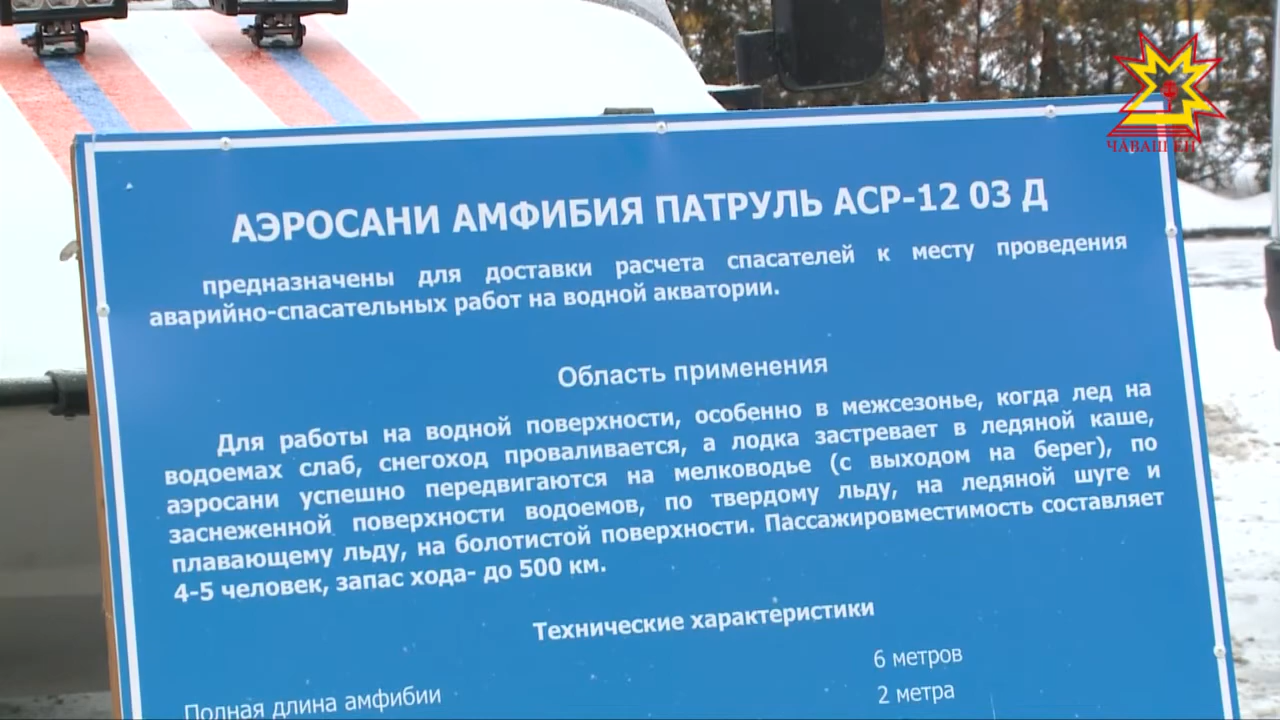 ЧӐВАШ ЕН
АЭРОСАНИ АМФИБИЯ ПАТРУЛЬ АСР-12 03 Д
предназначены для доставки расчета спасателей к месту проведения
аварийно-спасательных работ на водной акватории.
Область применения
Для работы на водной поверхности, особенно в межсезонье, когда лед на
водоемах слаб, снегоход проваливается, а лодка застревает в ледяной каше,
аэросани успешно передвигаются на мелководье (с выходом на берег), по
заснеженной поверхности водоемов, по твердому льду, на ледяной шуге и
плавающему льду, на болотистой поверхности. Пассажировместимость составляет
4-5 человек, запас хода- до 500 км.
Технические характеристики
Полная длина амфибии 6 метров
2 метра